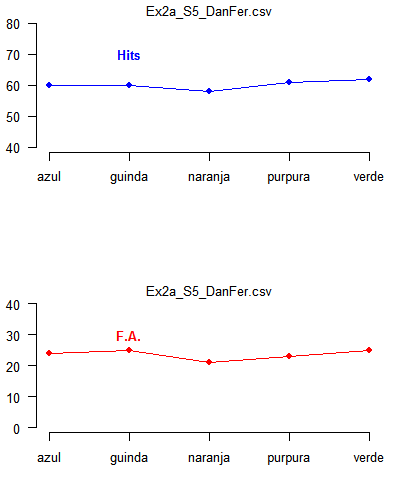 Ex2a_S5_DanFer.csv
80
Hits
70
60
50
40
azul guinda naranja purpura verde
Ex2a_S5_DanFer.csv
40
F.A.
30
20
10
0
azul guinda naranja purpura verde